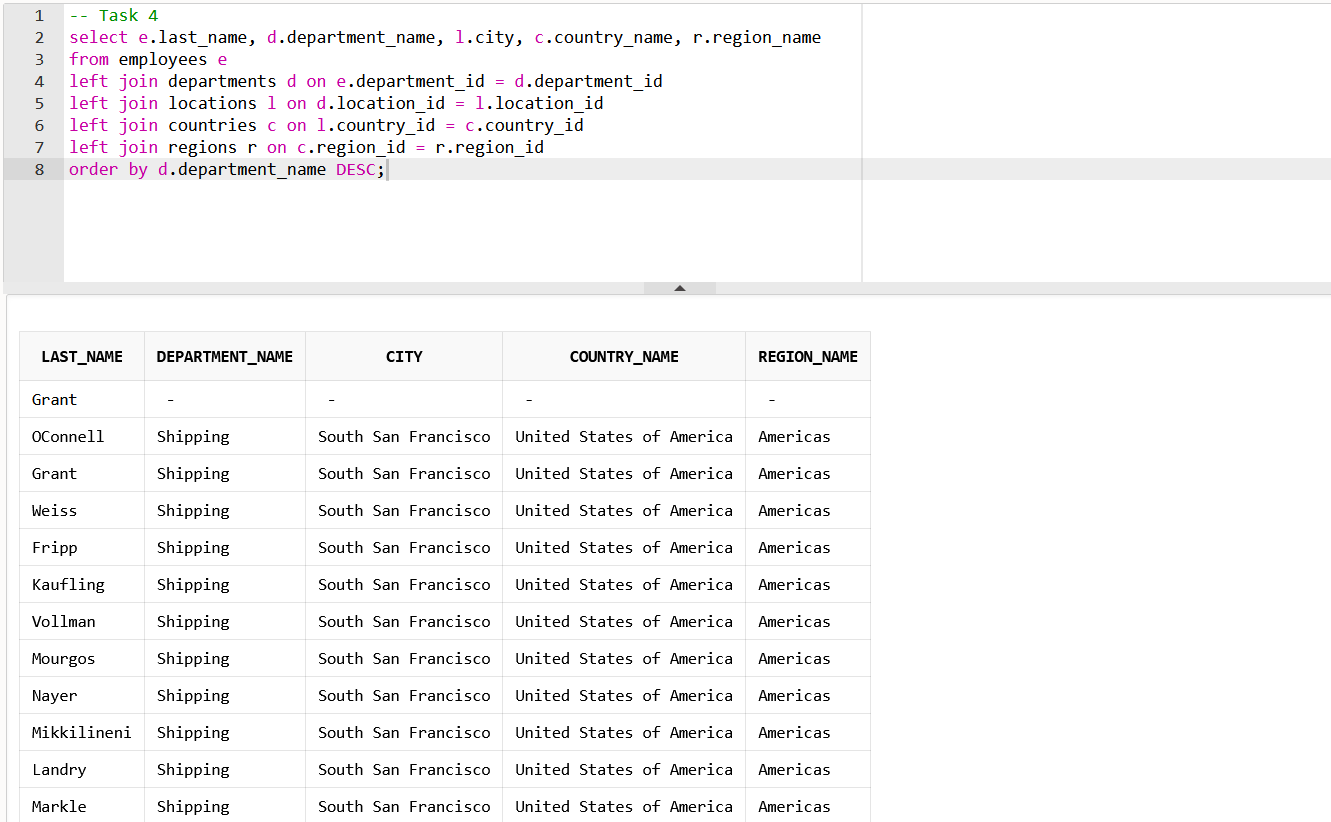 1 -- Task 4
2 select e.last_name, d.department_name, l.city, c.country_name, r.region_name
3 from employees e
4 left join departments d on e.department_id = d.department_id
5 left join locations l on d.location_id = l.location_id
6 left join countries c on l.country_id = c.country_id
7 left join regions r on c.region_id = r.region_id
8 order by d.department_name DESC;
LAST_NAME DEPARTMENT_NAME CITY COUNTRY_NAME REGION_NAME
Grant - - - -
OConnell Shipping South San Francisco United States of America Americas
Grant Shipping South San Francisco United States of America Americas
Weiss Shipping South San Francisco United States of America Americas
Fripp Shipping South San Francisco United States of America Americas
Kaufling Shipping South San Francisco United States of America Americas
Vollman Shipping South San Francisco United States of America Americas
Mourgos Shipping South San Francisco United States of America Americas
Nayer Shipping South San Francisco United States of America Americas
Mikkilineni Shipping South San Francisco United States of America Americas
Landry Shipping South San Francisco United States of America Americas
Markle Shipping South San Francisco United States of America Americas